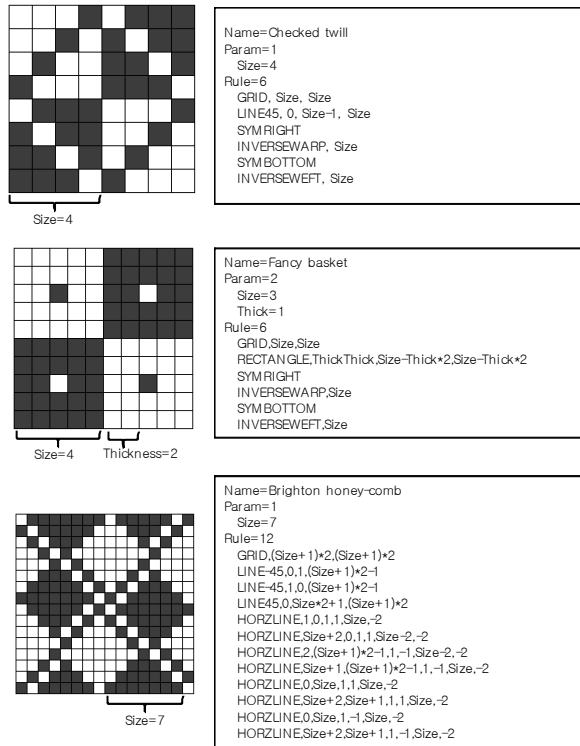 Name=Checked twill
Param=1
Size=4
Rule=6
GRID, Size, Size
LINE45, 0, Size-1, Size
SYMRIGHT
INVERSEWARP, Size
SYMBOTTOM
INVERSEWEFT, Size
Size=4
Name=Fancy basket
Param=2
Size=3
Thick=1
Rule=6
GRID,Size,Size
RECTANGLE,ThickThick,Size-Thick*2,Size-Thick*2
SYMRIGHT
INVERSEWARP,Size
SYMBOTTOM
INVERSEWEFT,Size
Size=4 Thickness=2
Name=Brighton honey-comb
Param=1
Size=7
Rule=12
GRID,(Size+1)*2,(Size+1)*2
LINE-45,0,1,(Size+1)*2-1
LINE-45,1,0,(Size+1)*2-1
LINE45,0,Size*2+1,(Size+1)*2
HORZLINE,1,0,1,1,Size,-2
HORZLINE,Size+2,0,1,1,Size-2,-2
HORZLINE,2,(Size+1)*2-1,1,-1,Size-2,-2
HORZLINE,Size+1,(Size+1)*2-1,1,-1,Size,-2
HORZLINE,0,Size,1,1,Size,-2
HORZLINE,Size+2,Size+1,1,1,Size,-2
HORZLINE,0,Size,1,-1,Size,-2
HORZLINE,Size+2,Size+1,1,-1,Size,-2
Size=7